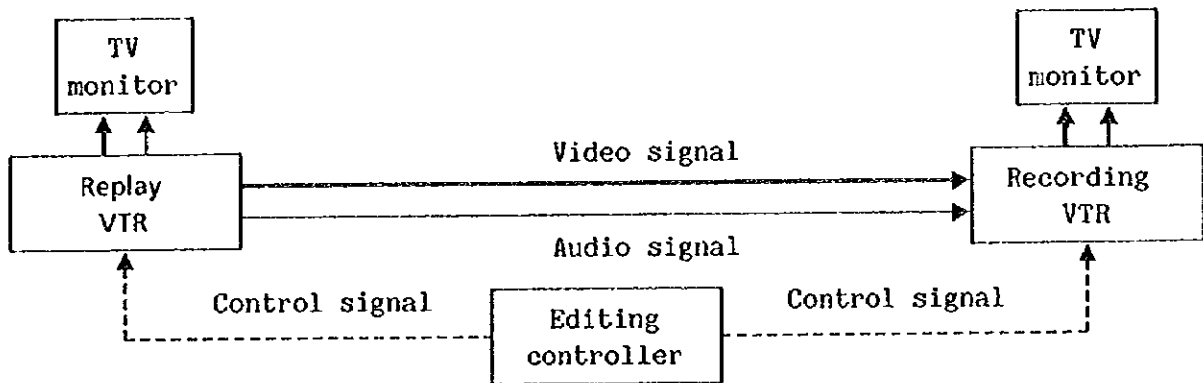 TV
monitor
TV
monitor
Video signal
Replay
VTR
Recording
VTR
Audio signal
Control signal
Editing
controller
Control signal